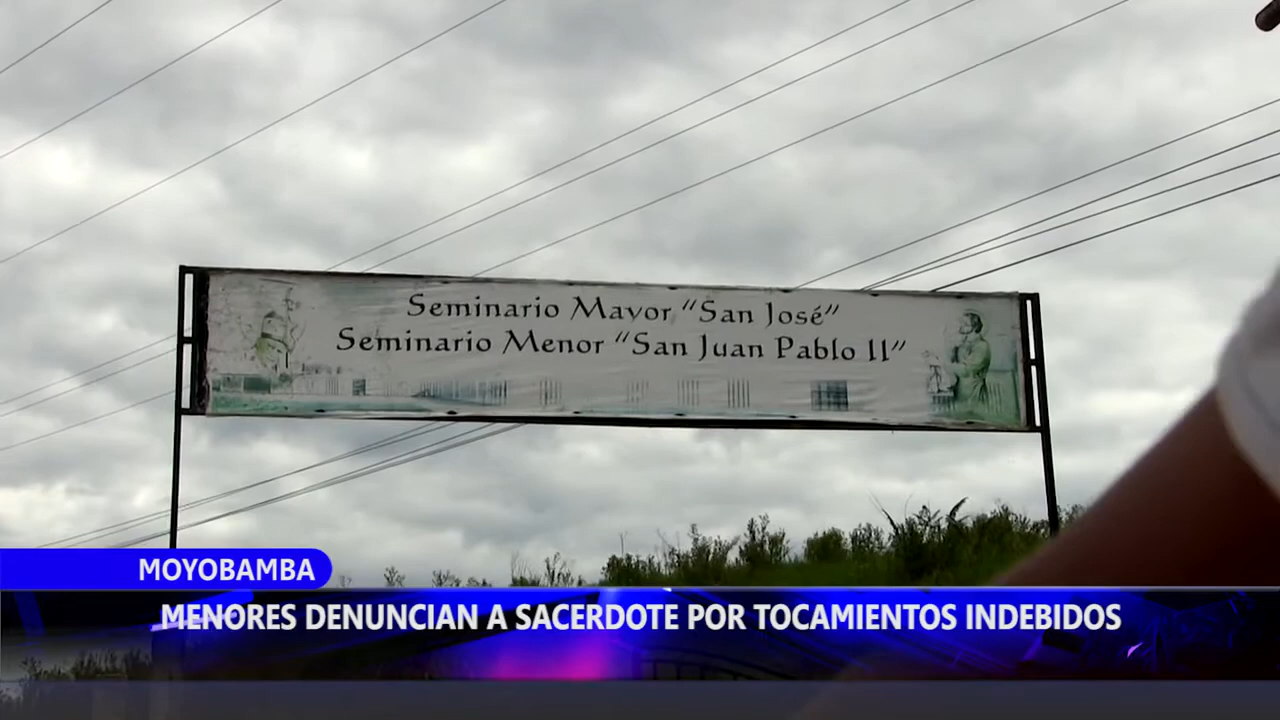 Seminario Mayor “San José”
Seminario Menor “San Juan Pablo II”
MOYOBAMBA
MENORES DENUNCIAN A SACERDOTE POR TOCAMIENTOS INDEBIDOS